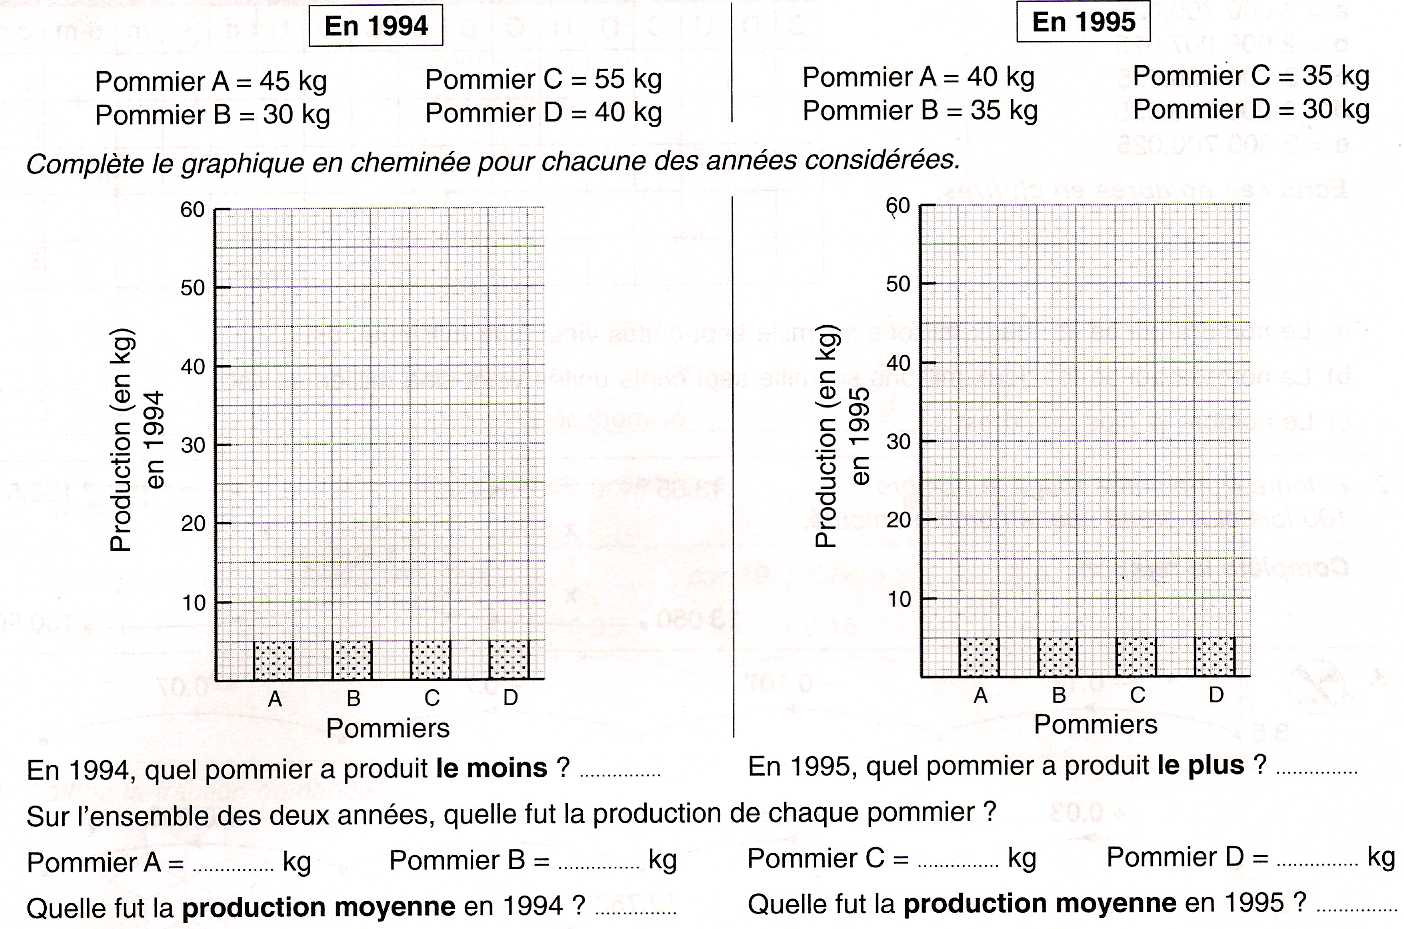 En 1994
Pommier A = 45 kg Pommier C = 55 kg
Pommier B = 30 kg Pommier D = 40 kg
En 1995
Pommier A = 40 kg Pommier C = 35 kg
Pommier B = 35 kg Pommier D = 30 kg
Complète le graphique en cheminée pour chacune des années considérées.
Production (en kg)
en 1994
60
50
40
30
20
10
A B C D
Pommiers
Production (en kg)
en 1995
60
50
40
30
20
10
A B C D
Pommiers
En 1994, quel pommier a produit le moins ? ...............
En 1995, quel pommier a produit le plus ? ...............
Sur l'ensemble des deux années, quelle fut la production de chaque pommier ?
Pommier A = ............... kg Pommier B = ............... kg Pommier C = ............... kg Pommier D = ............... kg
Quelle fut la production moyenne en 1994 ? ...............
Quelle fut la production moyenne en 1995 ? ...............